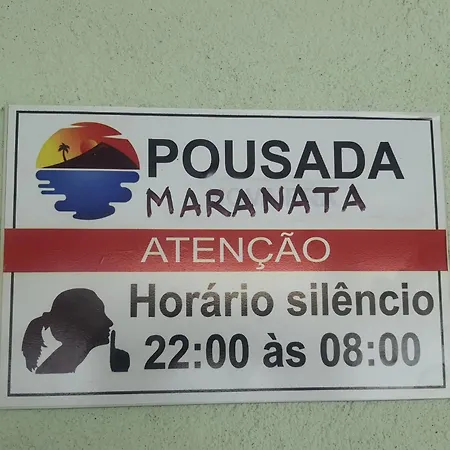 POUSADA
MARANATA
ATENÇÃO
Horário silêncio
22:00 às 08:00